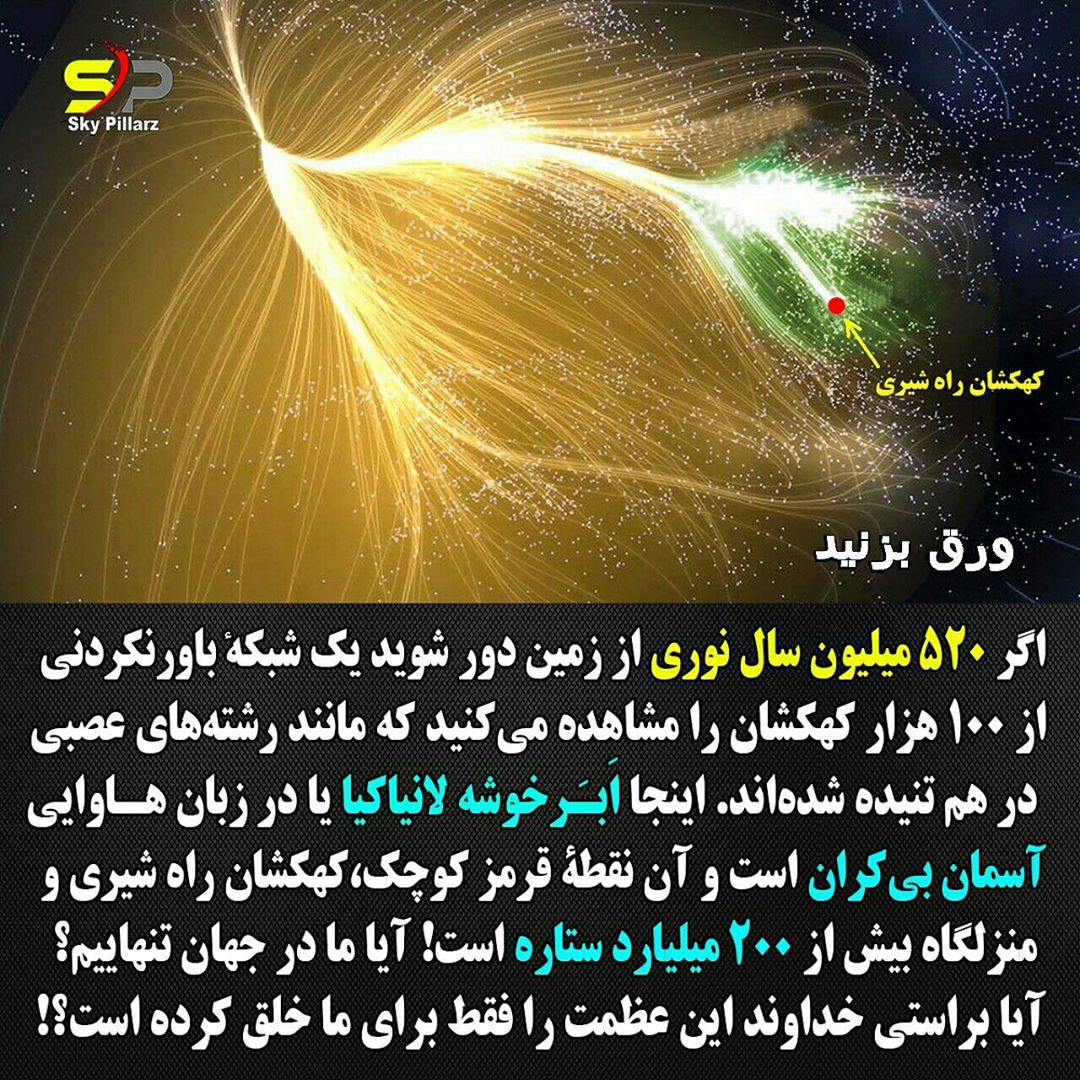 SP
Sky Pillarz
کهکشان راه شیری
ورق بزنید
اگر ۵۲۰ میلیون سال نوری از زمین دور شوید یک شبکهٔ باورنکردنی
از ۱۰۰ هزار کهکشان را مشاهده می‌کنید که مانند رشته‌های عصبی
در هم تنیده شده‌اند. اینجا اَبَـرخوشه لانیاکیا یا در زبان هـاوایی
آسمان بی‌کران است و آن نقطهٔ قرمز کوچک،کهکشان راه شیری و
منزلگاه بیش از ۲۰۰ میلیارد ستاره است! آیا ما در جهان تنهاییم؟
آیا براستی خداوند این عظمت را فقط برای ما خلق کرده است؟!